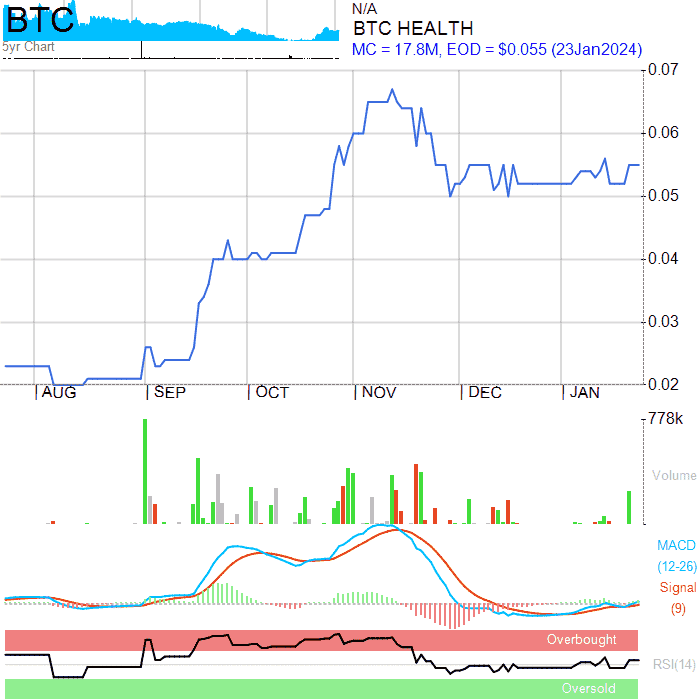 BTC
5yr Chart
N/A
BTC HEALTH
MC = 17.8M, EOD = $0.055 (23Jan2024)
0.07
0.06
0.05
0.04
0.03
0.02
AUG SEP OCT NOV DEC JAN
778k
Volume
MACD
(12-26)
Signal
(9)
Overbought
RSI(14)
Oversold